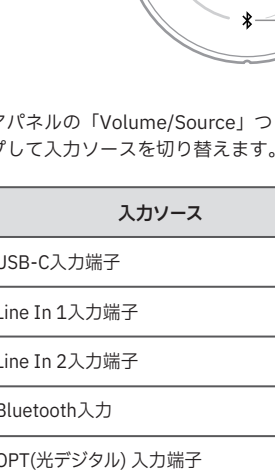 アパネルの「Volume/Source」つ
プして入力ソースを切り替えます。
入力ソース
USB-C入力端子
Line In 1入力端子
Line In 2入力端子
Bluetooth入力
OPT(光デジタル) 入力端子